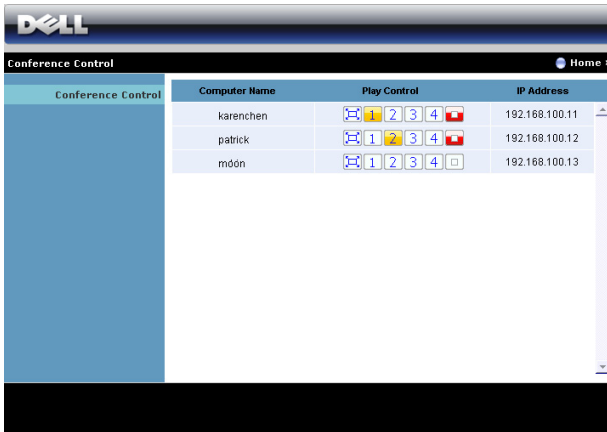 DELL
Conference Control
Home
Conference Control
Computer Name Play Control IP Address
karenchen 1 2 3 4 192.168.100.11
patrick 1 2 3 4 192.168.100.12
móón 1 2 3 4 192.168.100.13